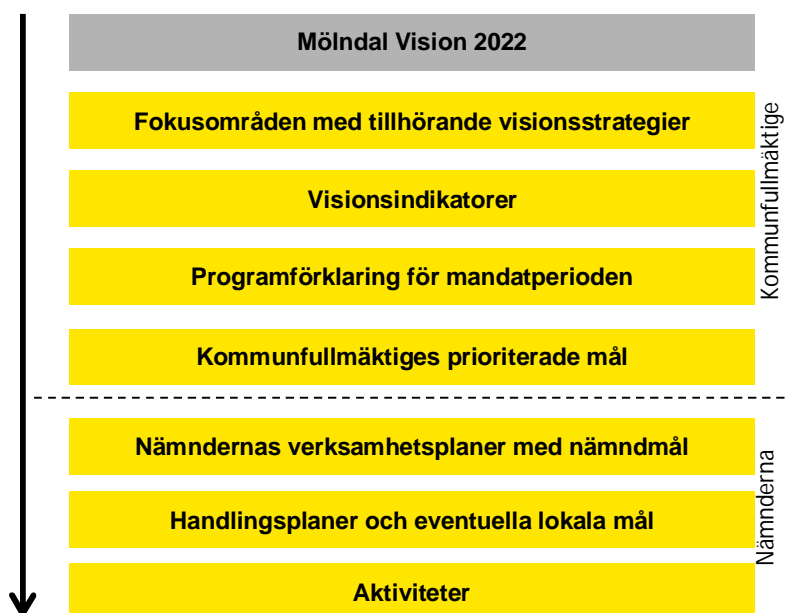 Mölndal Vision 2022
Fokusområden med tillhörande visionsstrategier
Visionsindikatorer
Programförklaring för mandatperioden
Kommunfullmäktiges prioriterade mål
Kommunfullmäktige
Nämndernas verksamhetsplaner med nämndmål
Handlingsplaner och eventuella lokala mål
Aktiviteter
Nämnderna